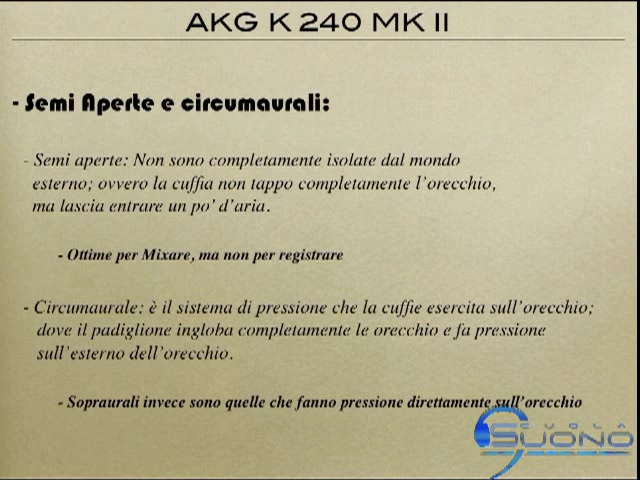 AKG K 240 MK II
- Semi Aperte e circumaurali:
- Semi aperte: Non sono completamente isolate dal mondo
esterno; ovvero la cuffia non tappo completamente l'orecchio,
ma lascia entrare un po' d'aria.
- Ottime per Mixare, ma non per registrare
- Circumaurale: è il sistema di pressione che la cuffie esercita sull'orecchio;
dove il padiglione ingloba completamente le orecchio e fa pressione
sull'esterno dell'orecchio.
- Sopraurali invece sono quelle che fanno pressione direttamente sull'orecchio
SCUOLA
SUONO